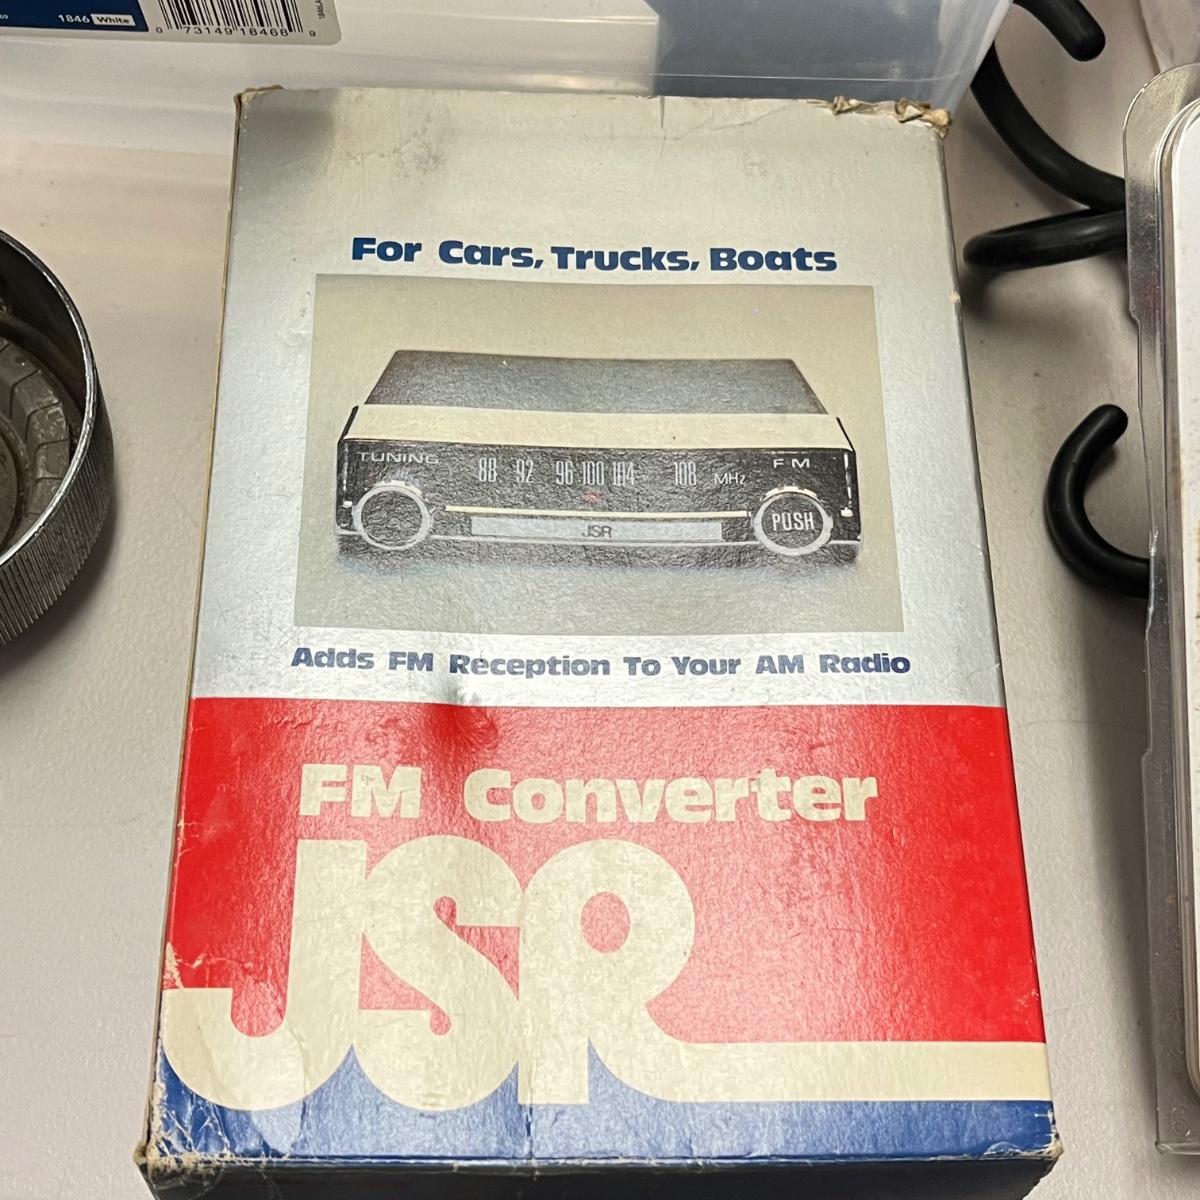 1846 White
0 73149 18468 9
For Cars, Trucks, Boats
TUNING 88 92 96 100 104 108 MHz FM
PUSH
JSR
Adds FM Reception To Your AM Radio
FM Converter
JSR